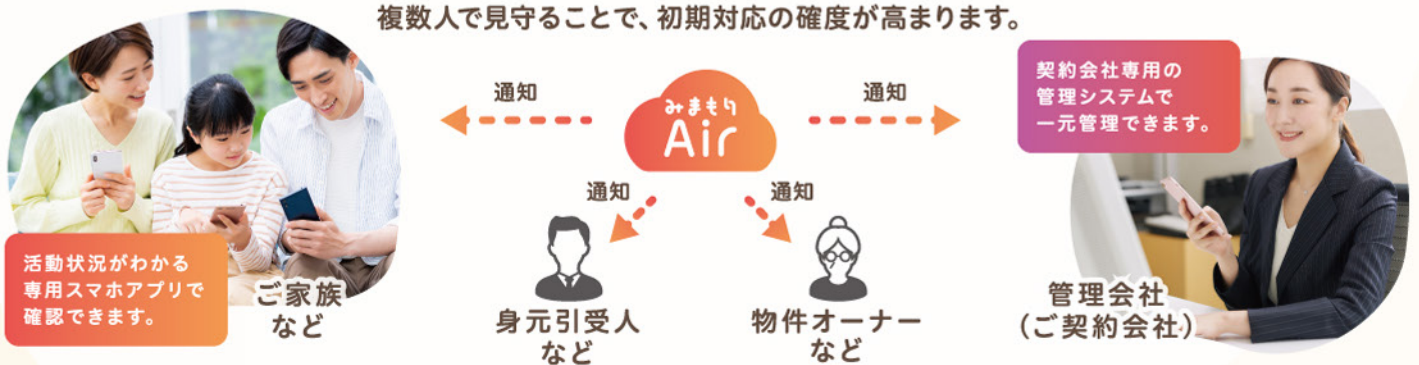 複数人で見守ることで、初期対応の確度が高まります。
通知
みまもり
Air
通知
契約会社専用の
管理システムで
一元管理できます。
通知
通知
活動状況がわかる
専用スマホアプリで
確認できます。
ご家族
など
身元引受人
など
物件オーナー
など
管理会社
(ご契約会社)